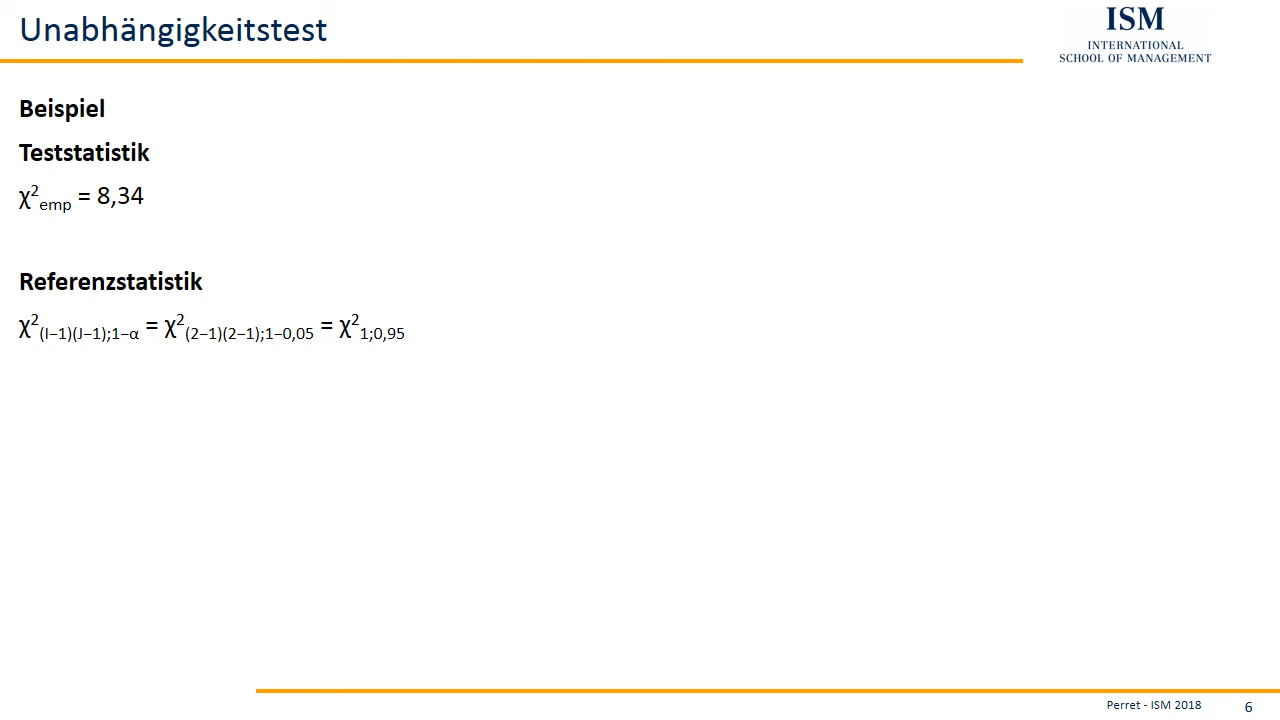 Unabhängigkeitstest
ISM
INTERNATIONAL
SCHOOL OF MANAGEMENT
Beispiel
Teststatistik
χ²emp = 8,34
Referenzstatistik
χ²(I−1)(J−1);1−α = χ²(2−1)(2−1);1−0,05 = χ²1;0,95
Perret - ISM 2018
6